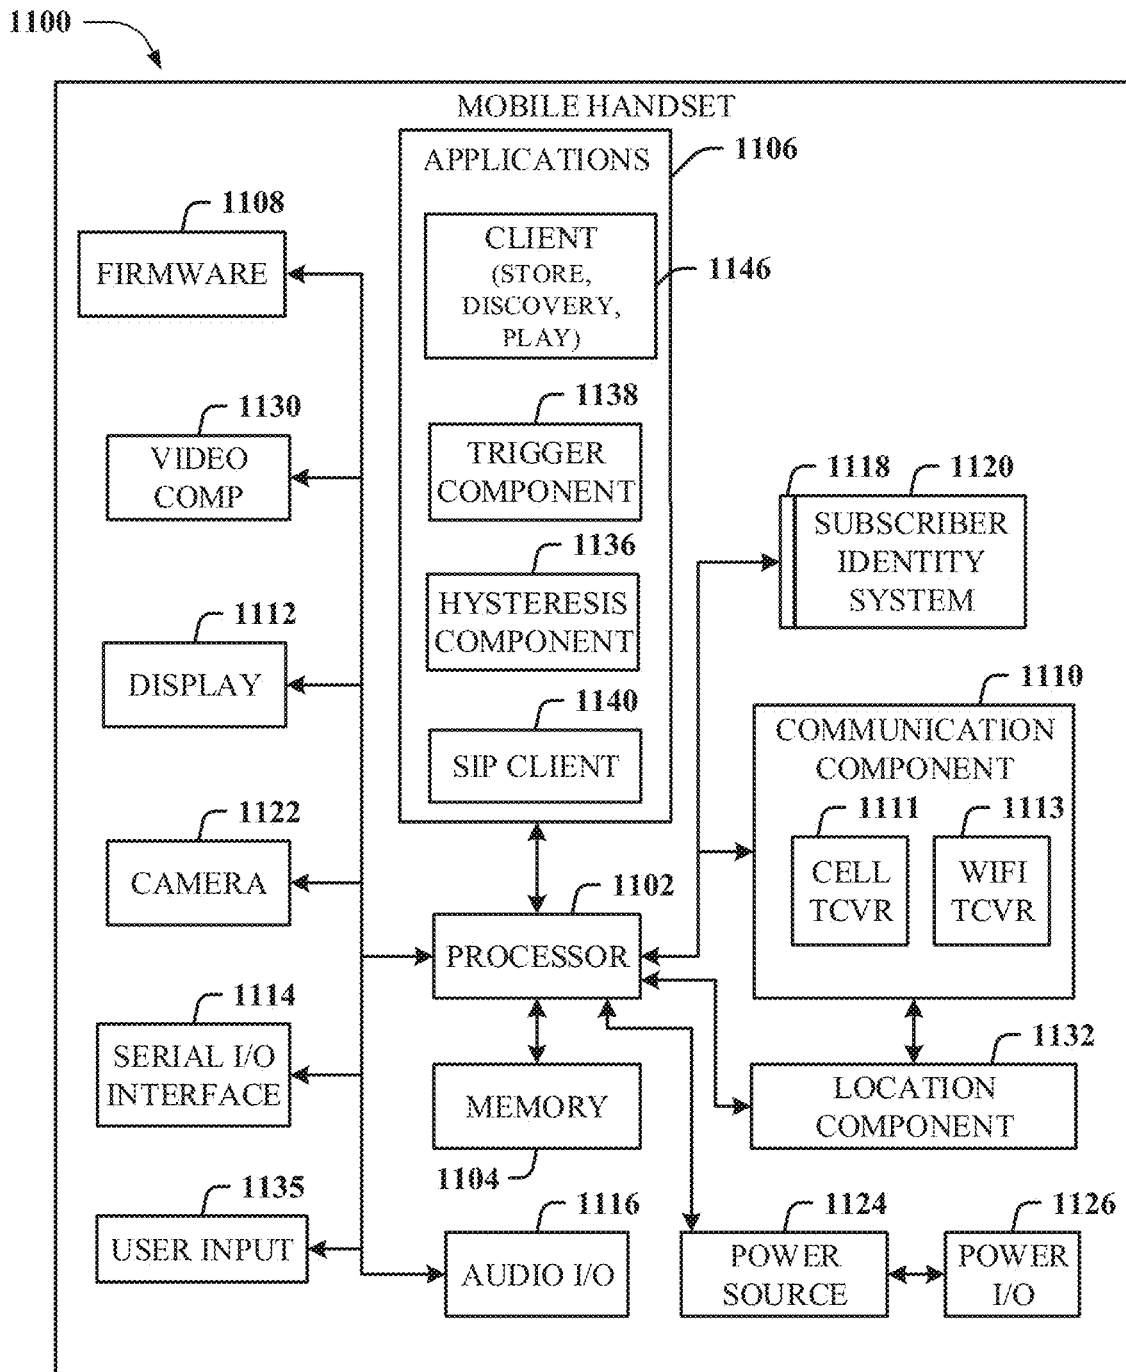 1100
MOBILE HANDSET
APPLICATIONS
1106
CLIENT
(STORE,
DISCOVERY,
PLAY)
1146
1108
FIRMWARE
1130
VIDEO
COMP
1138
TRIGGER
COMPONENT
1136
HYSTERESIS
COMPONENT
1118
1120
SUBSCRIBER
IDENTITY
SYSTEM
1112
DISPLAY
1140
SIP CLIENT
1110
COMMUNICATION
COMPONENT
1111
CELL
TCVR
1113
WIFI
TCVR
1122
CAMERA
1102
PROCESSOR
1114
SERIAL I/O
INTERFACE
MEMORY
1104
1132
LOCATION
COMPONENT
1135
USER INPUT
1116
AUDIO I/O
1124
POWER
SOURCE
1126
POWER
I/O